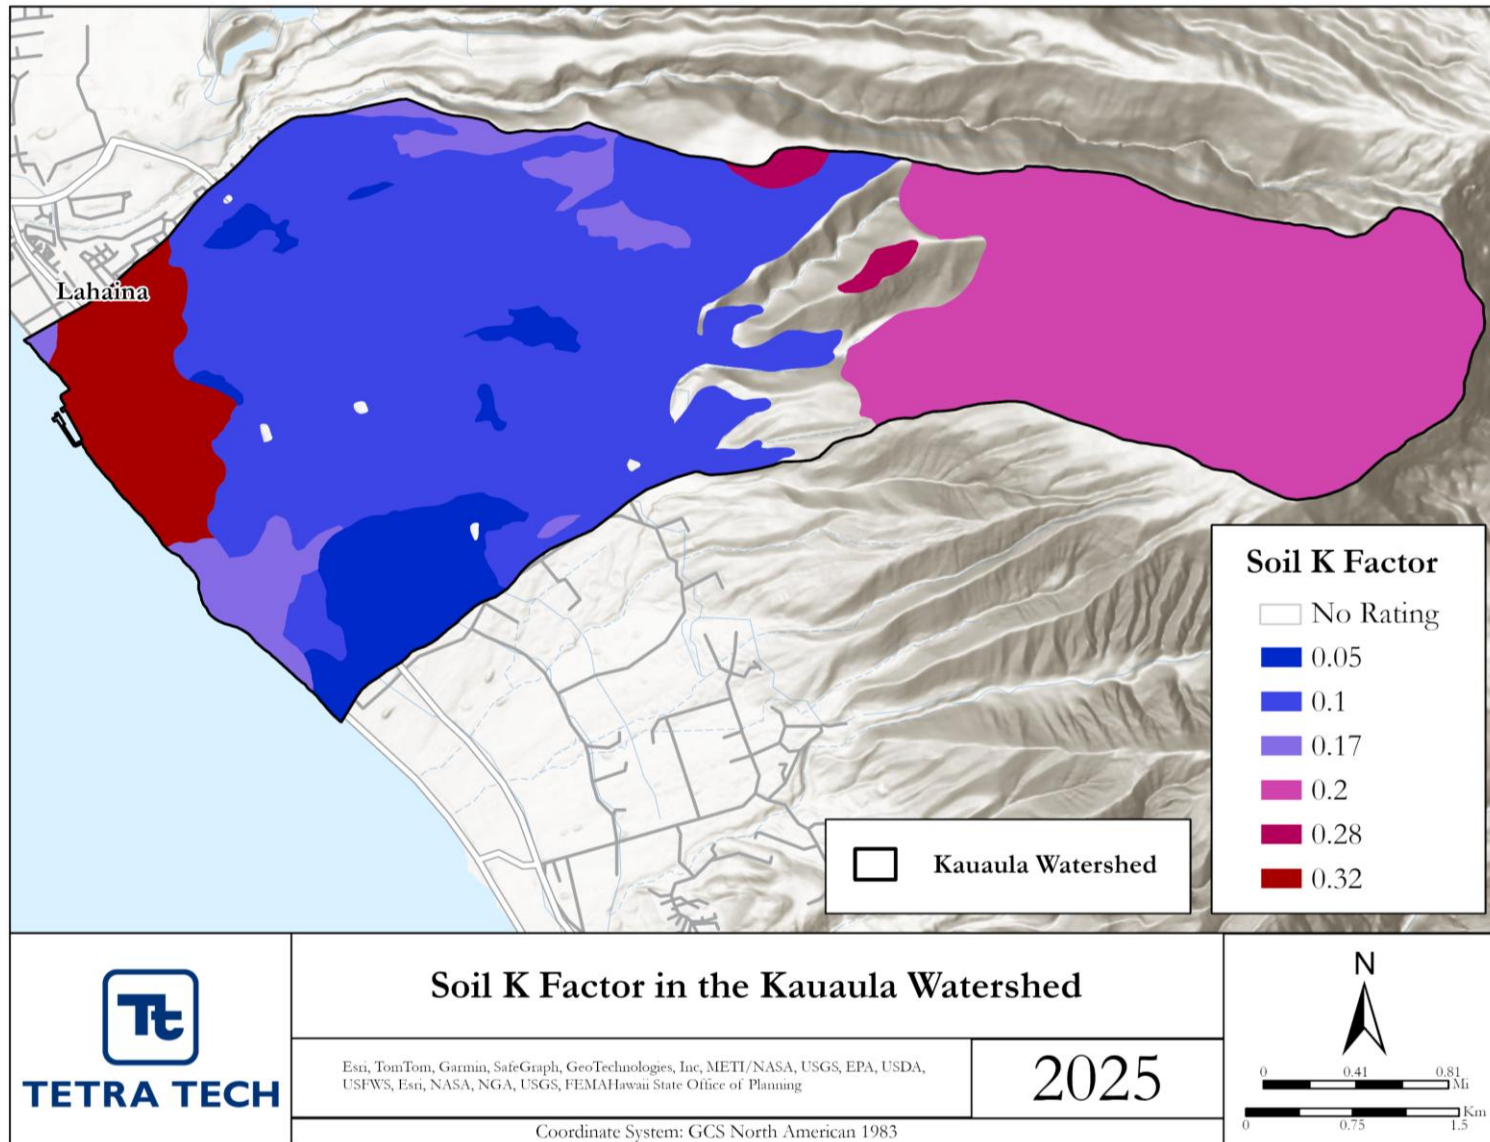 Lahaina
Soil K Factor
No Rating
0.05
0.1
0.17
0.2
0.28
0.32
Kauaula Watershed
Tt
TETRA TECH
Soil K Factor in the Kauaula Watershed
Esri, TomTom, Garmin, SafeGraph, GeoTechnologies, Inc, METI/NASA, USGS, EPA, USDA,
USFWS, Esri, NASA, NGA, USGS, FEMAHawaii State Office of Planning
2025
Coordinate System: GCS North American 1983
N
0 0.41 0.81
Mi
Km
0 0.75 1.5